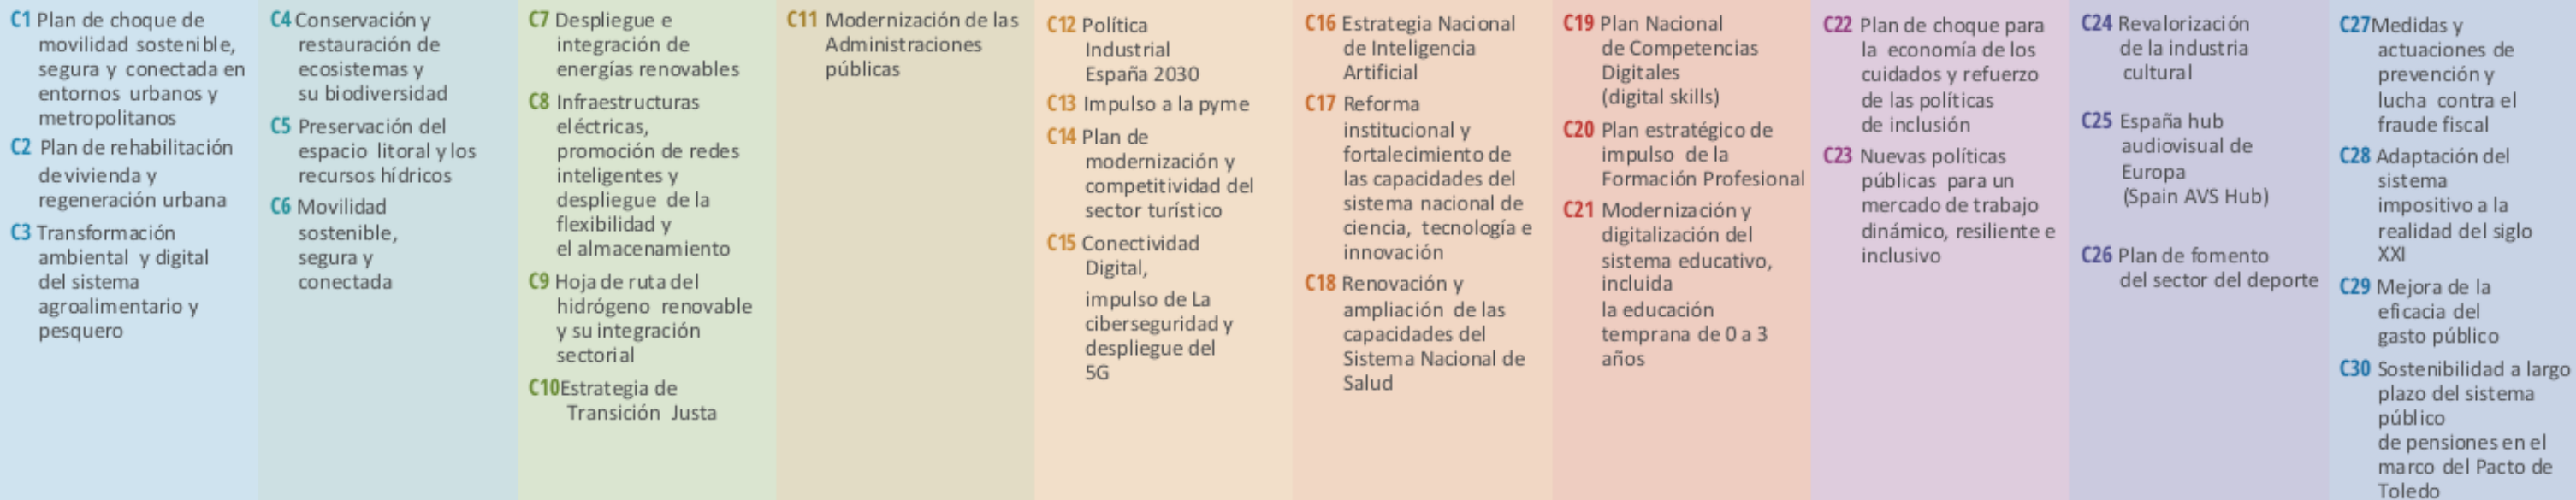 C1 Plan de choque de
movilidad sostenible,
segura y conectada en
entornos urbanos y
metropolitanos
C2 Plan de rehabilitación
de vivienda y
regeneración urbana
C3 Transformación
ambiental y digital
del sistema
agroalimentario y
pesquero
C4 Conservación y
restauración de
ecosistemas y
su biodiversidad
C5 Preservación del
espacio litoral y los
recursos hídricos
C6 Movilidad
sostenible,
segura y
conectada
C7 Despliegue e
integración de
energías renovables
C8 Infraestructuras
eléctricas,
promoción de redes
inteligentes y
despliegue de la
flexibilidad y
el almacenamiento
C9 Hoja de ruta del
hidrógeno renovable
y su integración
sectorial
C10Estrategia de
Transición Justa
C11 Modernización de las
Administraciones
públicas
C12 Política
Industrial
España 2030
C13 Impulso a la pyme
C14 Plan de
modernización y
competitividad del
sector turístico
C15 Conectividad
Digital,
impulso de La
ciberseguridad y
despliegue del
5G
C16 Estrategia Nacional
de Inteligencia
Artificial
C17 Reforma
institucional y
fortalecimiento de
las capacidades del
sistema nacional de
ciencia, tecnología e
innovación
C18 Renovación y
ampliación de las
capacidades del
Sistema Nacional de
Salud
C19 Plan Nacional
de Competencias
Digitales
(digital skills)
C20 Plan estratégico de
impulso de la
Formación Profesional
C21 Modernización y
digitalización del
sistema educativo,
incluida
la educación
temprana de 0 a 3
años
C22 Plan de choque para
la economía de los
cuidados y refuerzo
de las políticas
de inclusión
C23 Nuevas políticas
públicas para un
mercado de trabajo
dinámico, resiliente e
inclusivo
C24 Revalorización
de la industria
cultural
C25 España hub
audiovisual de
Europa
(Spain AVS Hub)
C26 Plan de fomento
del sector del deporte
C27Medidas y
actuaciones de
prevención y
lucha contra el
fraude fiscal
C28 Adaptación del
sistema
impositivo a la
realidad del siglo
XXI
C29 Mejora de la
eficacia del
gasto público
C30 Sostenibilidad a largo
plazo del sistema
público
de pensiones en el
marco del Pacto de
Toledo